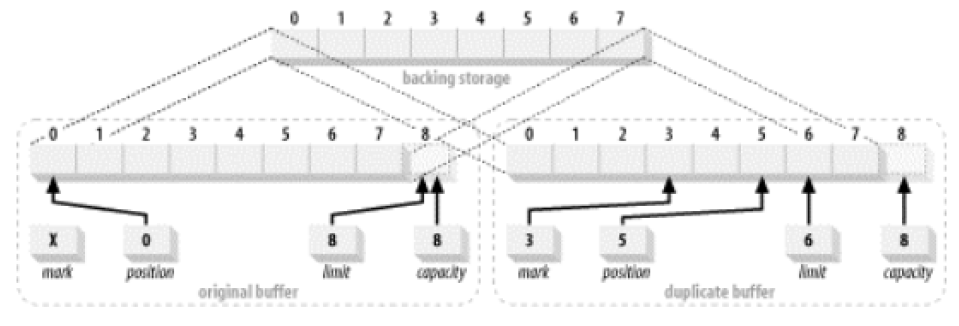 0 1 2 3 4 5 6 7
backing storage
0 1 2 3 4 5 6 7 8
0 1 2 3 4 5 6 7 8
X 0 8 8
mark position limit capacity
original buffer
3 5 6 8
mark position limit capacity
duplicate buffer